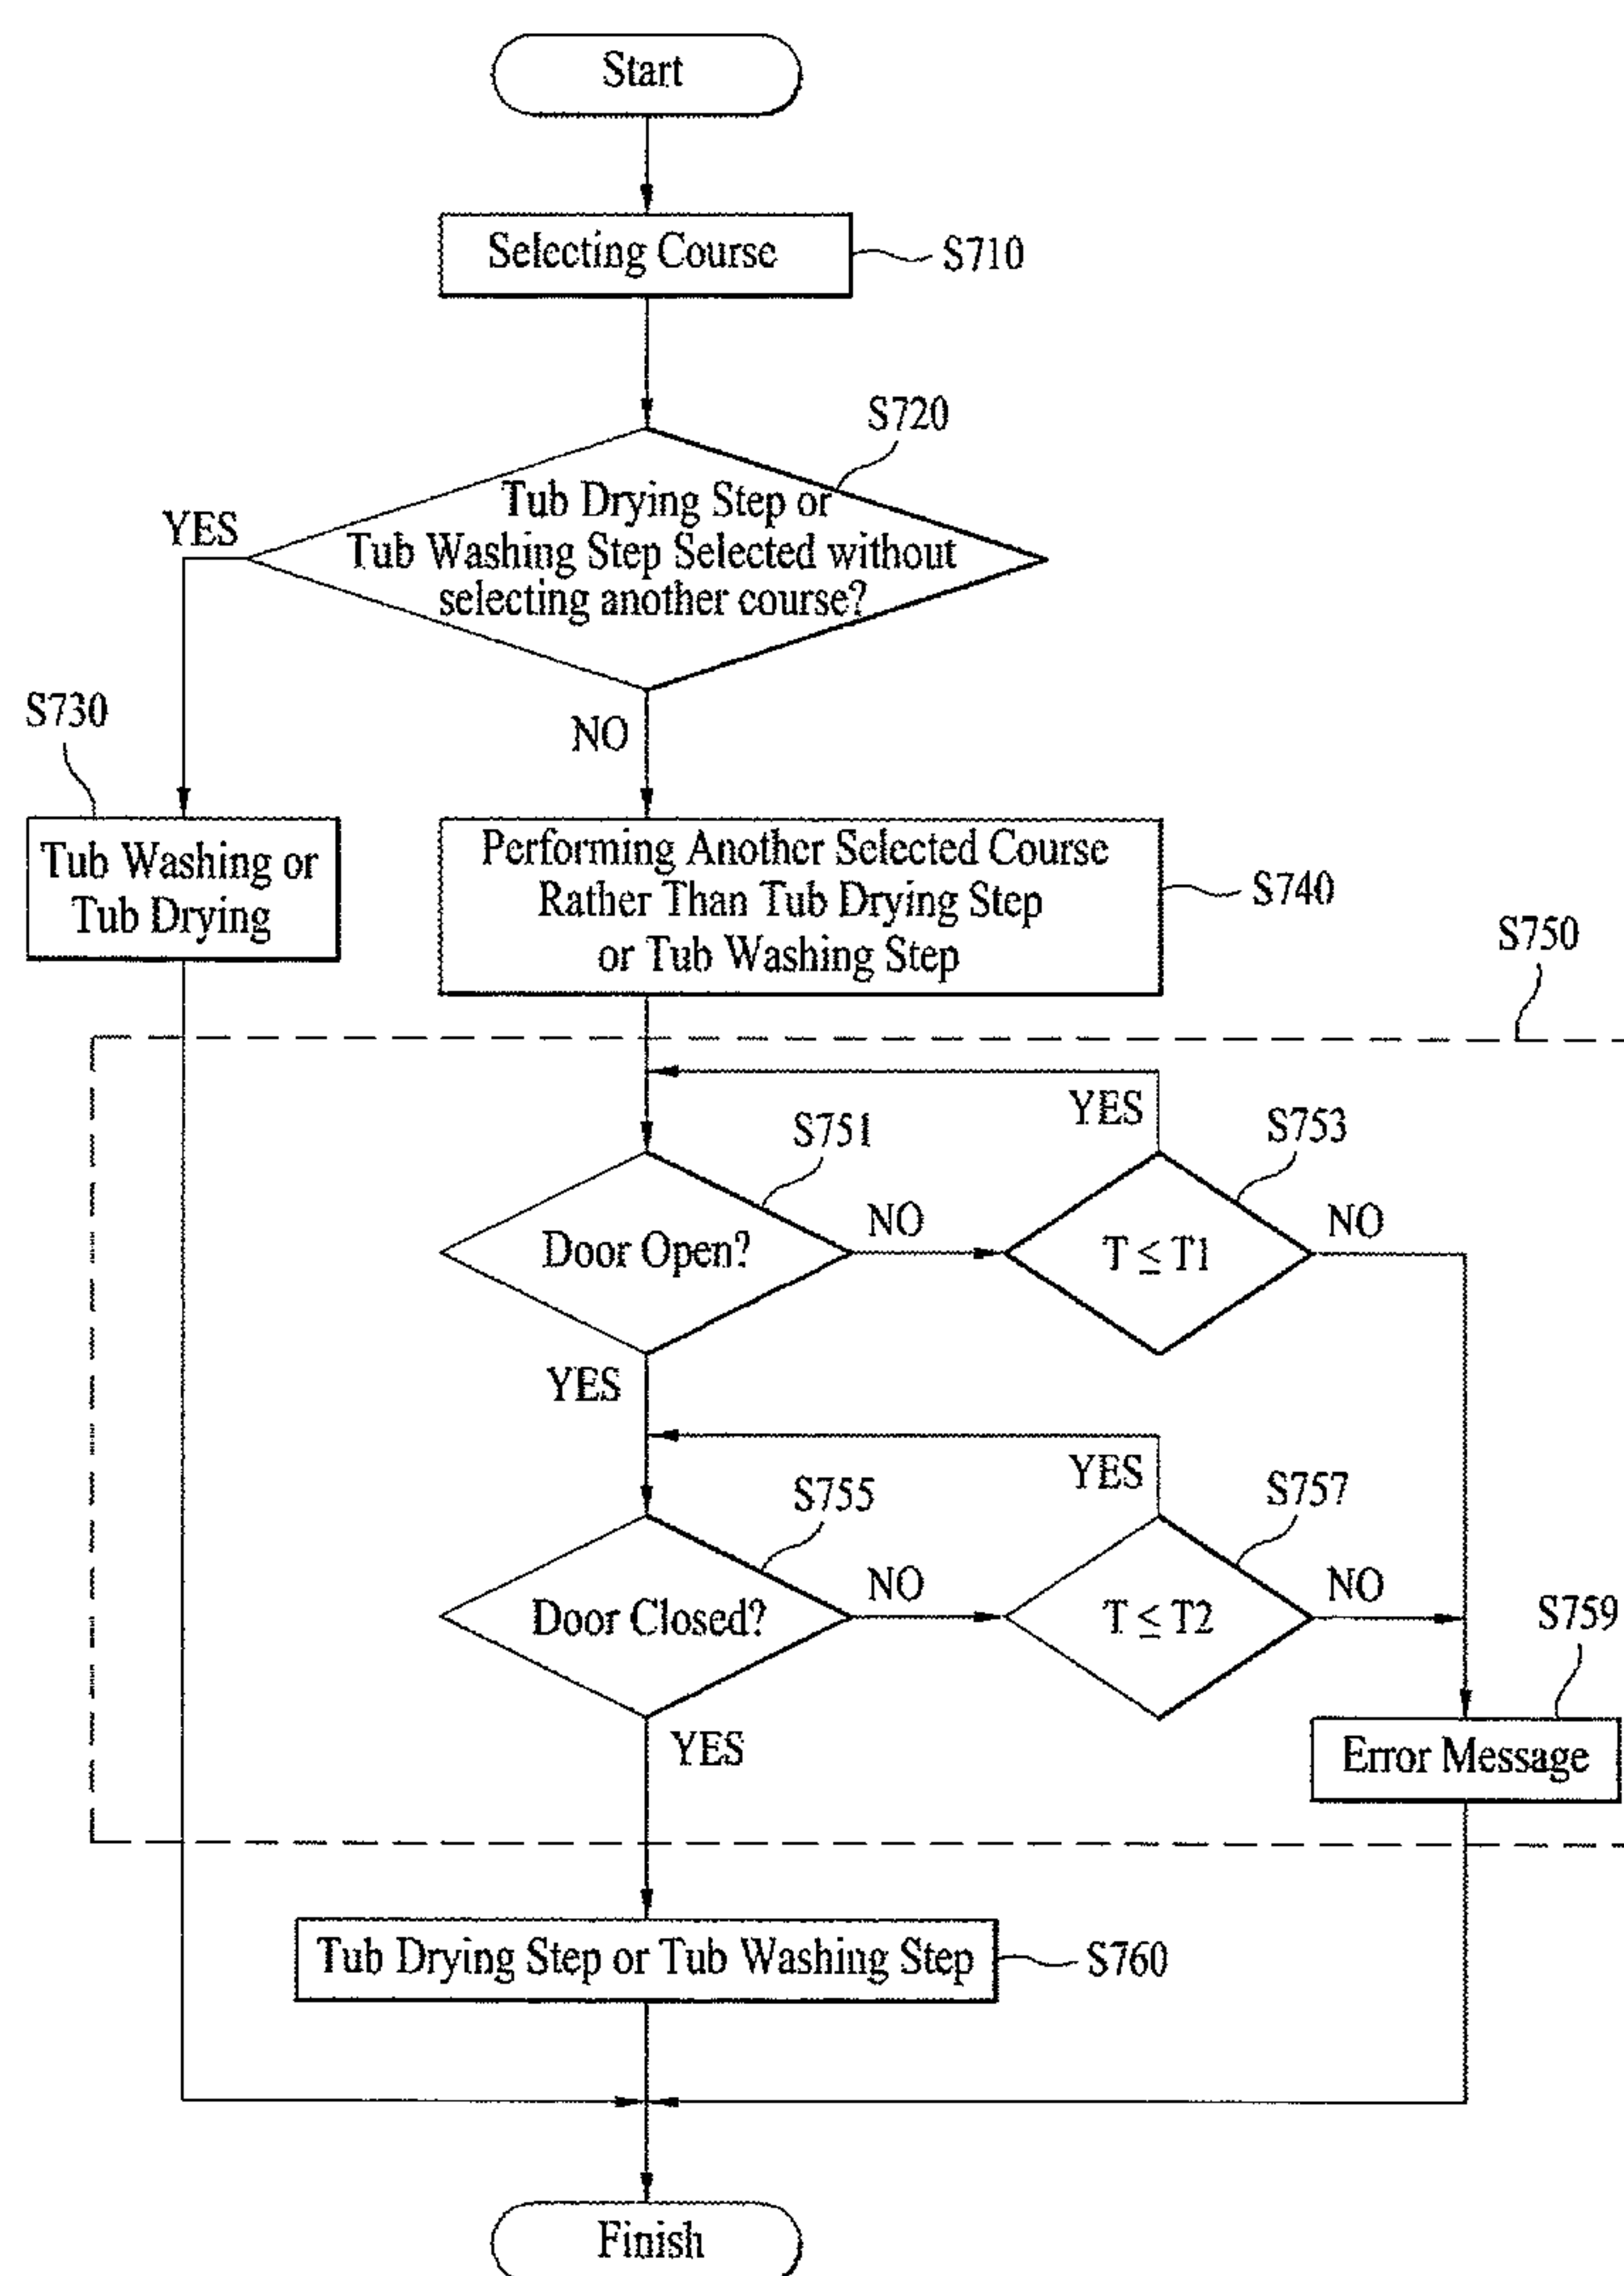 Start
Selecting Course
S710
S720
Tub Drying Step or
Tub Washing Step Selected without
selecting another course?
YES
NO
S730
Tub Washing or
Tub Drying
Performing Another Selected Course
Rather Than Tub Drying Step
or Tub Washing Step
S740
S750
YES
S751
S753
Door Open?
NO
T ≤ T1
NO
YES
YES
S755
S757
Door Closed?
NO
T ≤ T2
NO
S759
YES
Error Message
Tub Drying Step or Tub Washing Step
S760
Finish